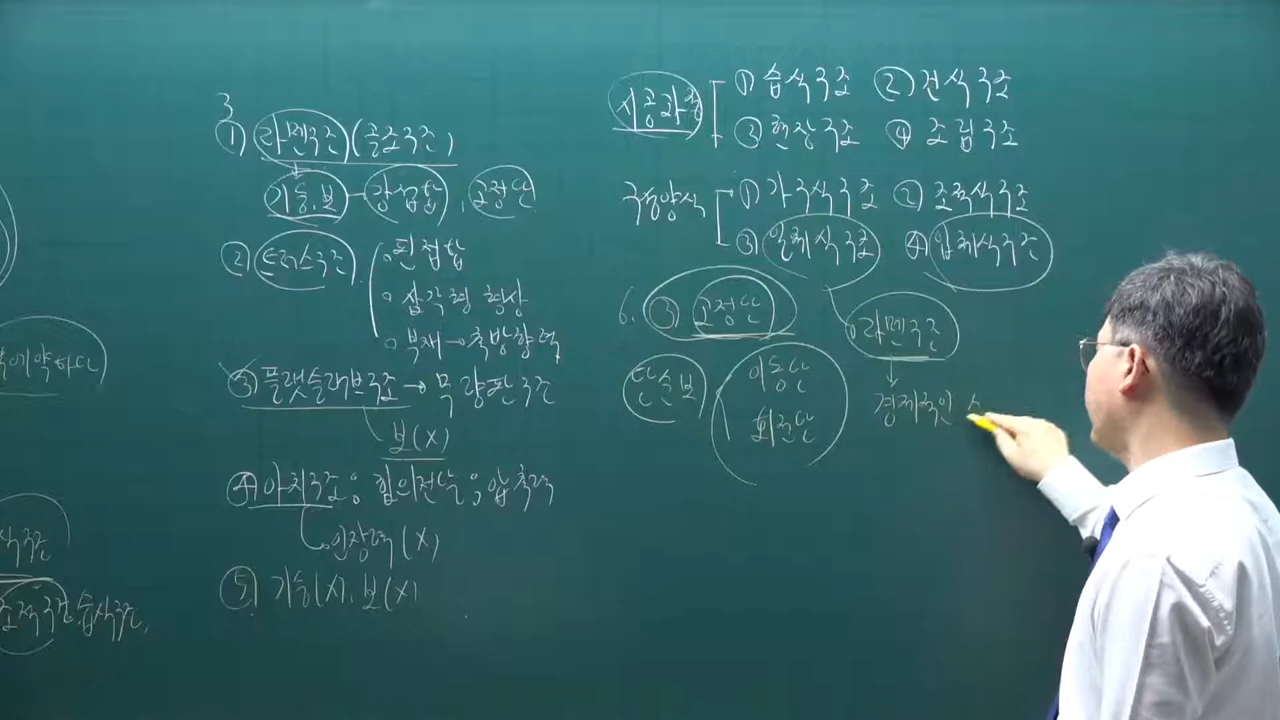 3
① 라멘구조 (골조구조)
기둥.보 - 강접합, 고정단
② 트러스구조
핀접합
삼각형 형상
부재→축방향력
③ 플랫슬래브구조 → 무량판구조
보(X)
④ 아치구조; 힘의전달; 압축력
인장력(X)
⑤ 기둥(X), 보(X)
시공과정 ① 습식구조 ② 건식구조
③ 현장구조 ④ 조립구조
구성양식 ① 가구식구조 ② 조적식구조
③ 일체식구조 ④ 입체식구조
6. ③ 고정단
단순보
이동단
회전단
라멘구조
경제적인
습식구조,